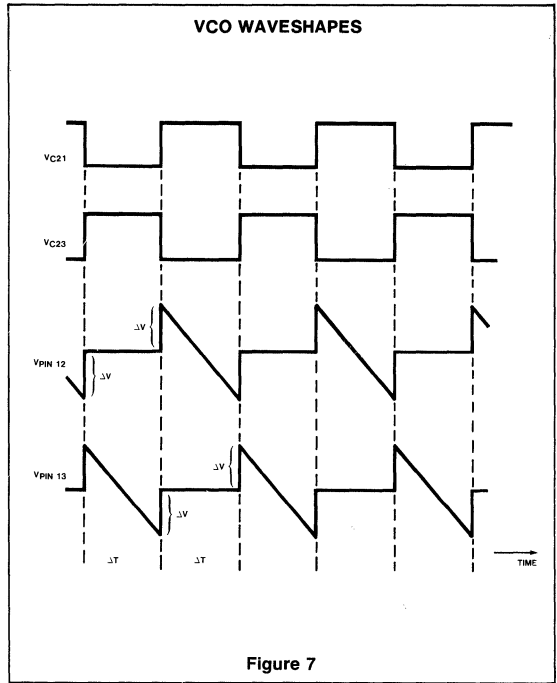 VCO WAVESHAPES
VC21
VC23
ΔV
VPIN 12
ΔV
ΔV
VPIN 13
ΔV
ΔT ΔT
TIME
Figure 7